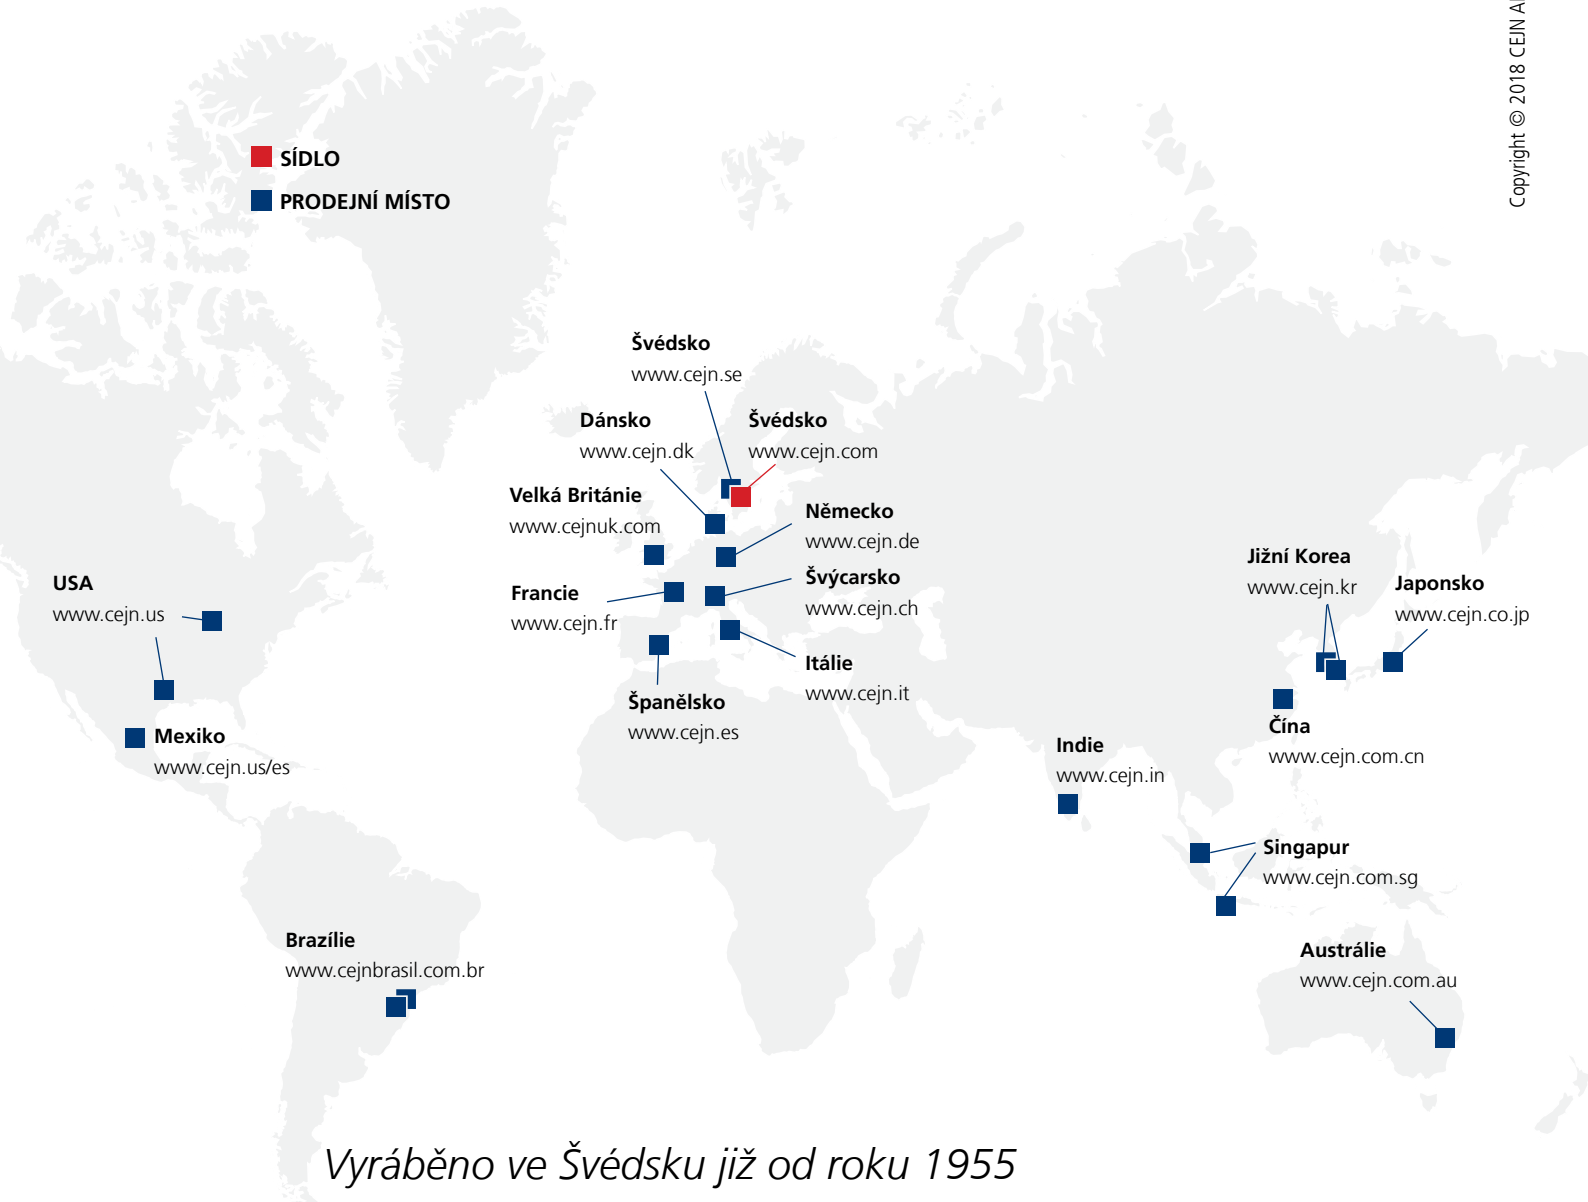 Copyright © 2018 CEJN
SÍDLO
PRODEJNÍ MÍSTO
Švédsko
www.cejn.se
Dánsko
www.cejn.dk
Švédsko
www.cejn.com
Velká Británie
www.cejnuk.com
Německo
www.cejn.de
Francie
www.cejn.fr
Švýcarsko
www.cejn.ch
Itálie
www.cejn.it
Španělsko
www.cejn.es
USA
www.cejn.us
Mexiko
www.cejn.us/es
Jižní Korea
www.cejn.kr
Japonsko
www.cejn.co.jp
Čína
www.cejn.com.cn
Indie
www.cejn.in
Singapur
www.cejn.com.sg
Brazílie
www.cejnbrasil.com.br
Austrálie
www.cejn.com.au
Vyráběno ve Švédsku již od roku 1955